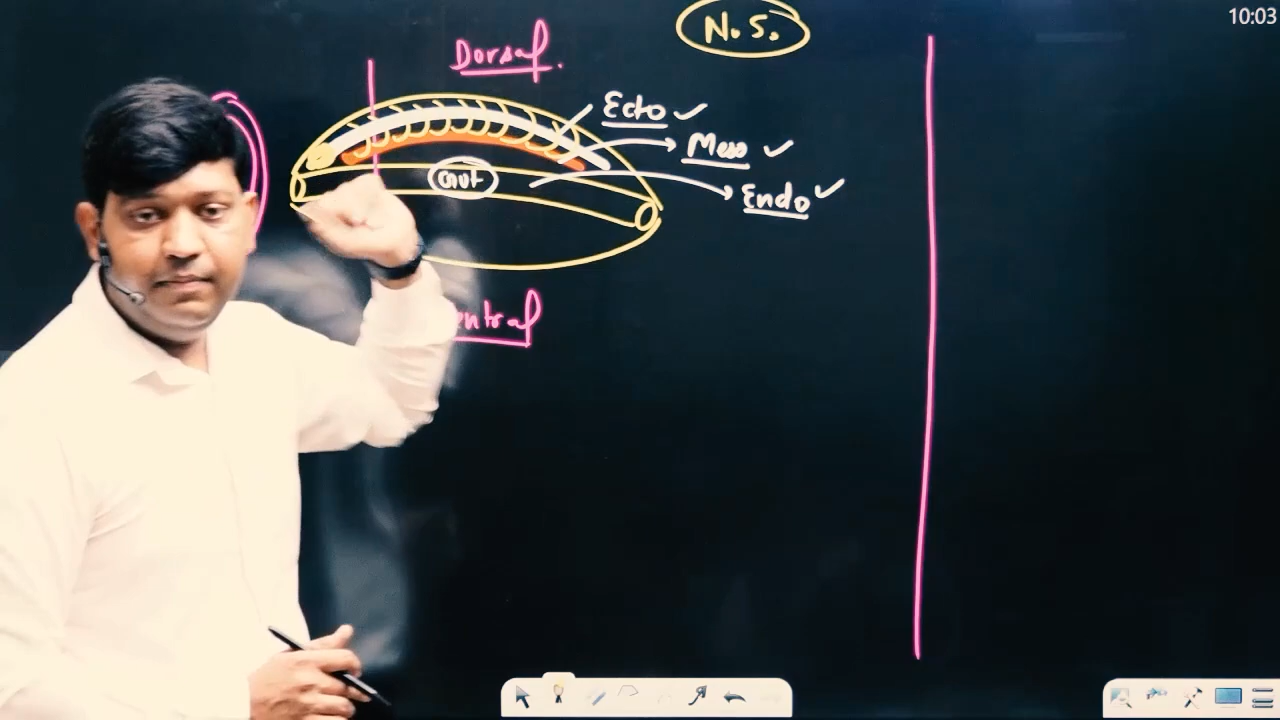 10:03
N.S.
Dorsal.
Ecto ✓
Meso ✓
Gut
Endo ✓
entral